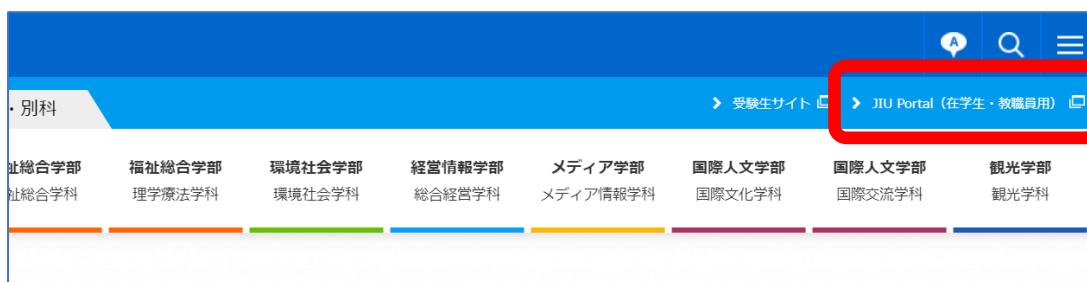 A
・別科
受験生サイト
JIU Portal（在学生・教職員用）
祉総合学部 福祉総合学部 環境社会学部 経営情報学部 メディア学部 国際人文学部 国際人文学部 観光学部
祉総合学科 理学療法学科 環境社会学科 総合経営学科 メディア情報学科 国際文化学科 国際交流学科 観光学科